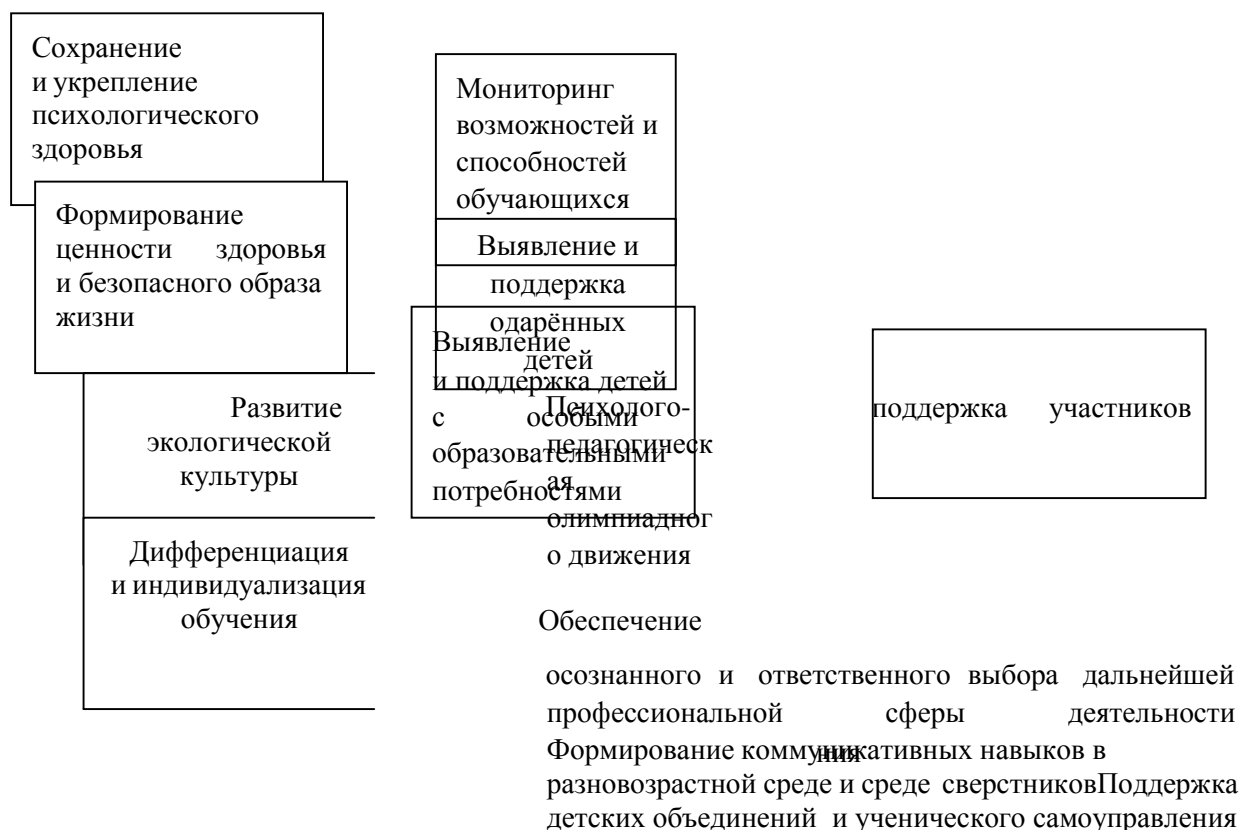 Сохранение
и укрепление
психологического
здоровья
Формирование
ценности здоровья
и безопасного образа
жизни
Развитие
экологической
культуры
Дифференциация
и индивидуализация
обучения
Мониторинг
возможностей и
способностей
обучающихся
Выявление и
поддержка
одарённых
детей
Выявление
и поддержка детей
с особыми
образовательными
потребностями
Психолого-
педагогическ
ая
олимпиадног
о движения
поддержка участников
Обеспечение
осознанного и ответственного выбора дальнейшей
профессиональной сферы деятельности
Формирование коммуникативных навыков в
ния
разновозрастной среде и среде сверстниковПоддержка
детских объединений и ученического самоуправления